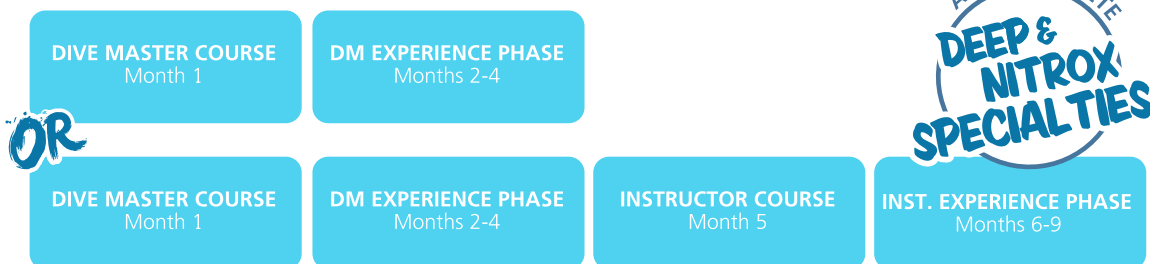 DIVE MASTER COURSE
Month 1
DM EXPERIENCE PHASE
Months 2-4
DEEP &
NITROX
SPECIALTIES
OR
DIVE MASTER COURSE
Month 1
DM EXPERIENCE PHASE
Months 2-4
INSTRUCTOR COURSE
Month 5
INST. EXPERIENCE PHASE
Months 6-9